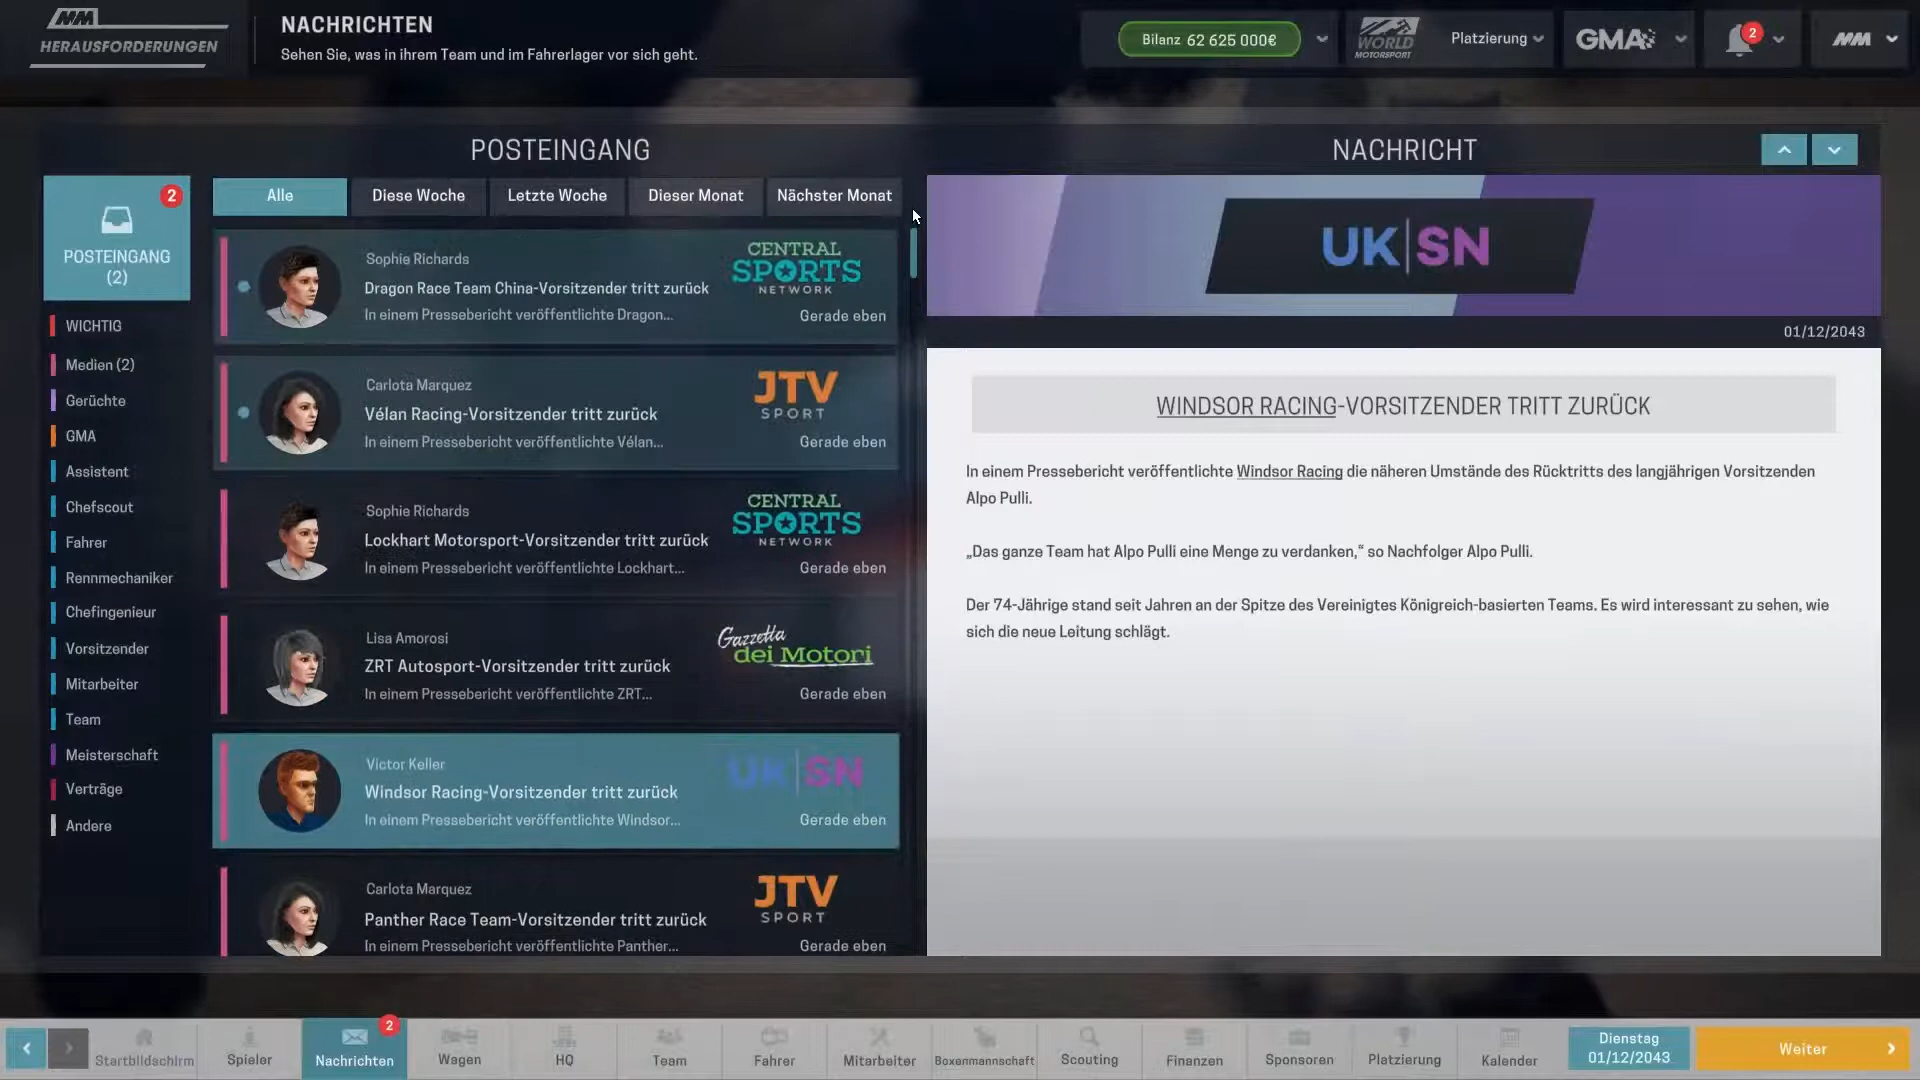 MM
HERAUSFORDERUNGEN
NACHRICHTEN
Sehen Sie, was in ihrem Team und im Fahrerlager vor sich geht.
Bilanz 62 625 000€
WORLD
MOTORSPORT
Platzierung
GMA
2
MM
POSTEINGANG
NACHRICHT
2
POSTEINGANG
(2)
WICHTIG
Medien (2)
Gerüchte
GMA
Assistent
Chefscout
Fahrer
Rennmechaniker
Chefingenieur
Vorsitzender
Mitarbeiter
Team
Meisterschaft
Verträge
Andere
Alle
Diese Woche
Letzte Woche
Dieser Monat
Nächster Monat
Sophie Richards
Dragon Race Team China-Vorsitzender tritt zurück
In einem Pressebericht veröffentlichte Dragon...
CENTRAL
SPORTS
NETWORK
Gerade eben
Carlota Marquez
Vélan Racing-Vorsitzender tritt zurück
In einem Pressebericht veröffentlichte Vélan...
JTV
SPORT
Gerade eben
Sophie Richards
Lockhart Motorsport-Vorsitzender tritt zurück
In einem Pressebericht veröffentlichte Lockhart...
CENTRAL
SPORTS
NETWORK
Gerade eben
Lisa Amorosi
ZRT Autosport-Vorsitzender tritt zurück
In einem Pressebericht veröffentlichte ZRT...
Gazzetta
dei Motori
Gerade eben
Victor Keller
Windsor Racing-Vorsitzender tritt zurück
In einem Pressebericht veröffentlichte Windsor...
UK|SN
Gerade eben
Carlota Marquez
Panther Race Team-Vorsitzender tritt zurück
In einem Pressebericht veröffentlichte Panther...
JTV
SPORT
Gerade eben
UK|SN
01/12/2043
WINDSOR RACING-VORSITZENDER TRITT ZURÜCK
In einem Pressebericht veröffentlichte Windsor Racing die näheren Umstände des Rücktritts des langjährigen Vorsitzenden
Alpo Pulli.
„Das ganze Team hat Alpo Pulli eine Menge zu verdanken,“ so Nachfolger Alpo Pulli.
Der 74-Jährige stand seit Jahren an der Spitze des Vereinigtes Königreich-basierten Teams. Es wird interessant zu sehen, wie
sich die neue Leitung schlägt.
Startbildschirm
Spieler
Nachrichten
2
Wagen
HQ
Team
Fahrer
Mitarbeiter
Boxenmannschaft
Scouting
Finanzen
Sponsoren
Platzierung
Kalender
Dienstag
01/12/2043
Weiter